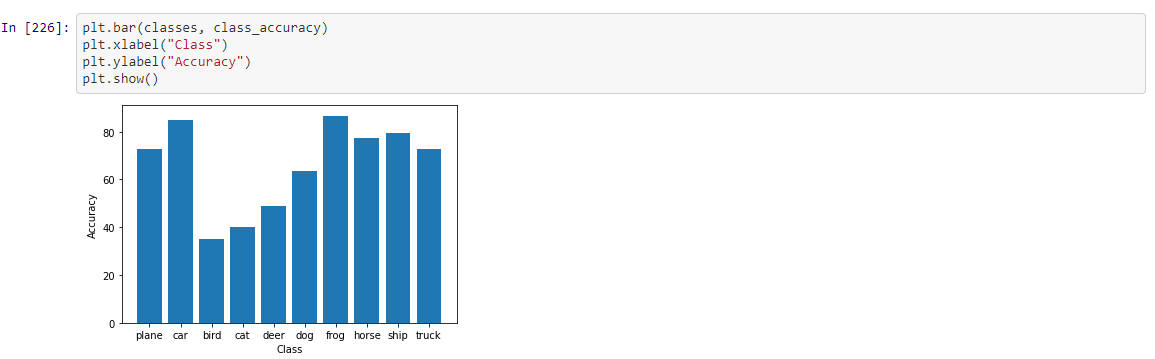 In [226]: plt.bar(classes, class_accuracy)
plt.xlabel("Class")
plt.ylabel("Accuracy")
plt.show()
80
60
40
20
0
Accuracy
plane car bird cat deer dog frog horse ship truck
Class